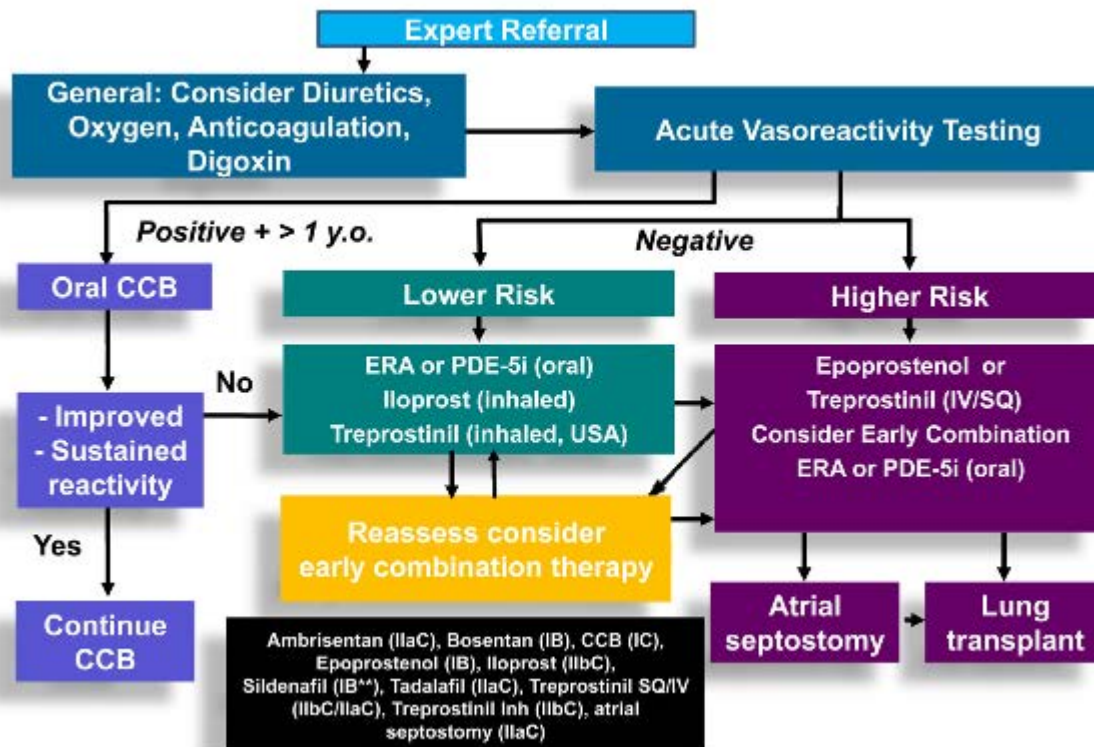 Expert Referral
General: Consider Diuretics,
Oxygen, Anticoagulation,
Digoxin
Acute Vasoreactivity Testing
Positive + > 1 y.o.
Negative
Oral CCB
Lower Risk
Higher Risk
No
- Improved
- Sustained
reactivity
ERA or PDE-5i (oral)
Iloprost (inhaled)
Treprostinil (inhaled, USA)
Epoprostenol or
Treprostinil (IV/SQ)
Consider Early Combination
ERA or PDE-5i (oral)
Yes
Reassess consider
early combination therapy
Continue
CCB
Atrial
septostomy
Lung
transplant
Ambrisentan (IIaC), Bosentan (IB), CCB (IC),
Epoprostenol (IB), Iloprost (IIbC),
Sildenafil (IB**), Tadalafil (IIaC), Treprostinil SQ/IV
(IIbC/IIaC), Treprostinil Inh (IIbC), atrial
septostomy (IIaC)